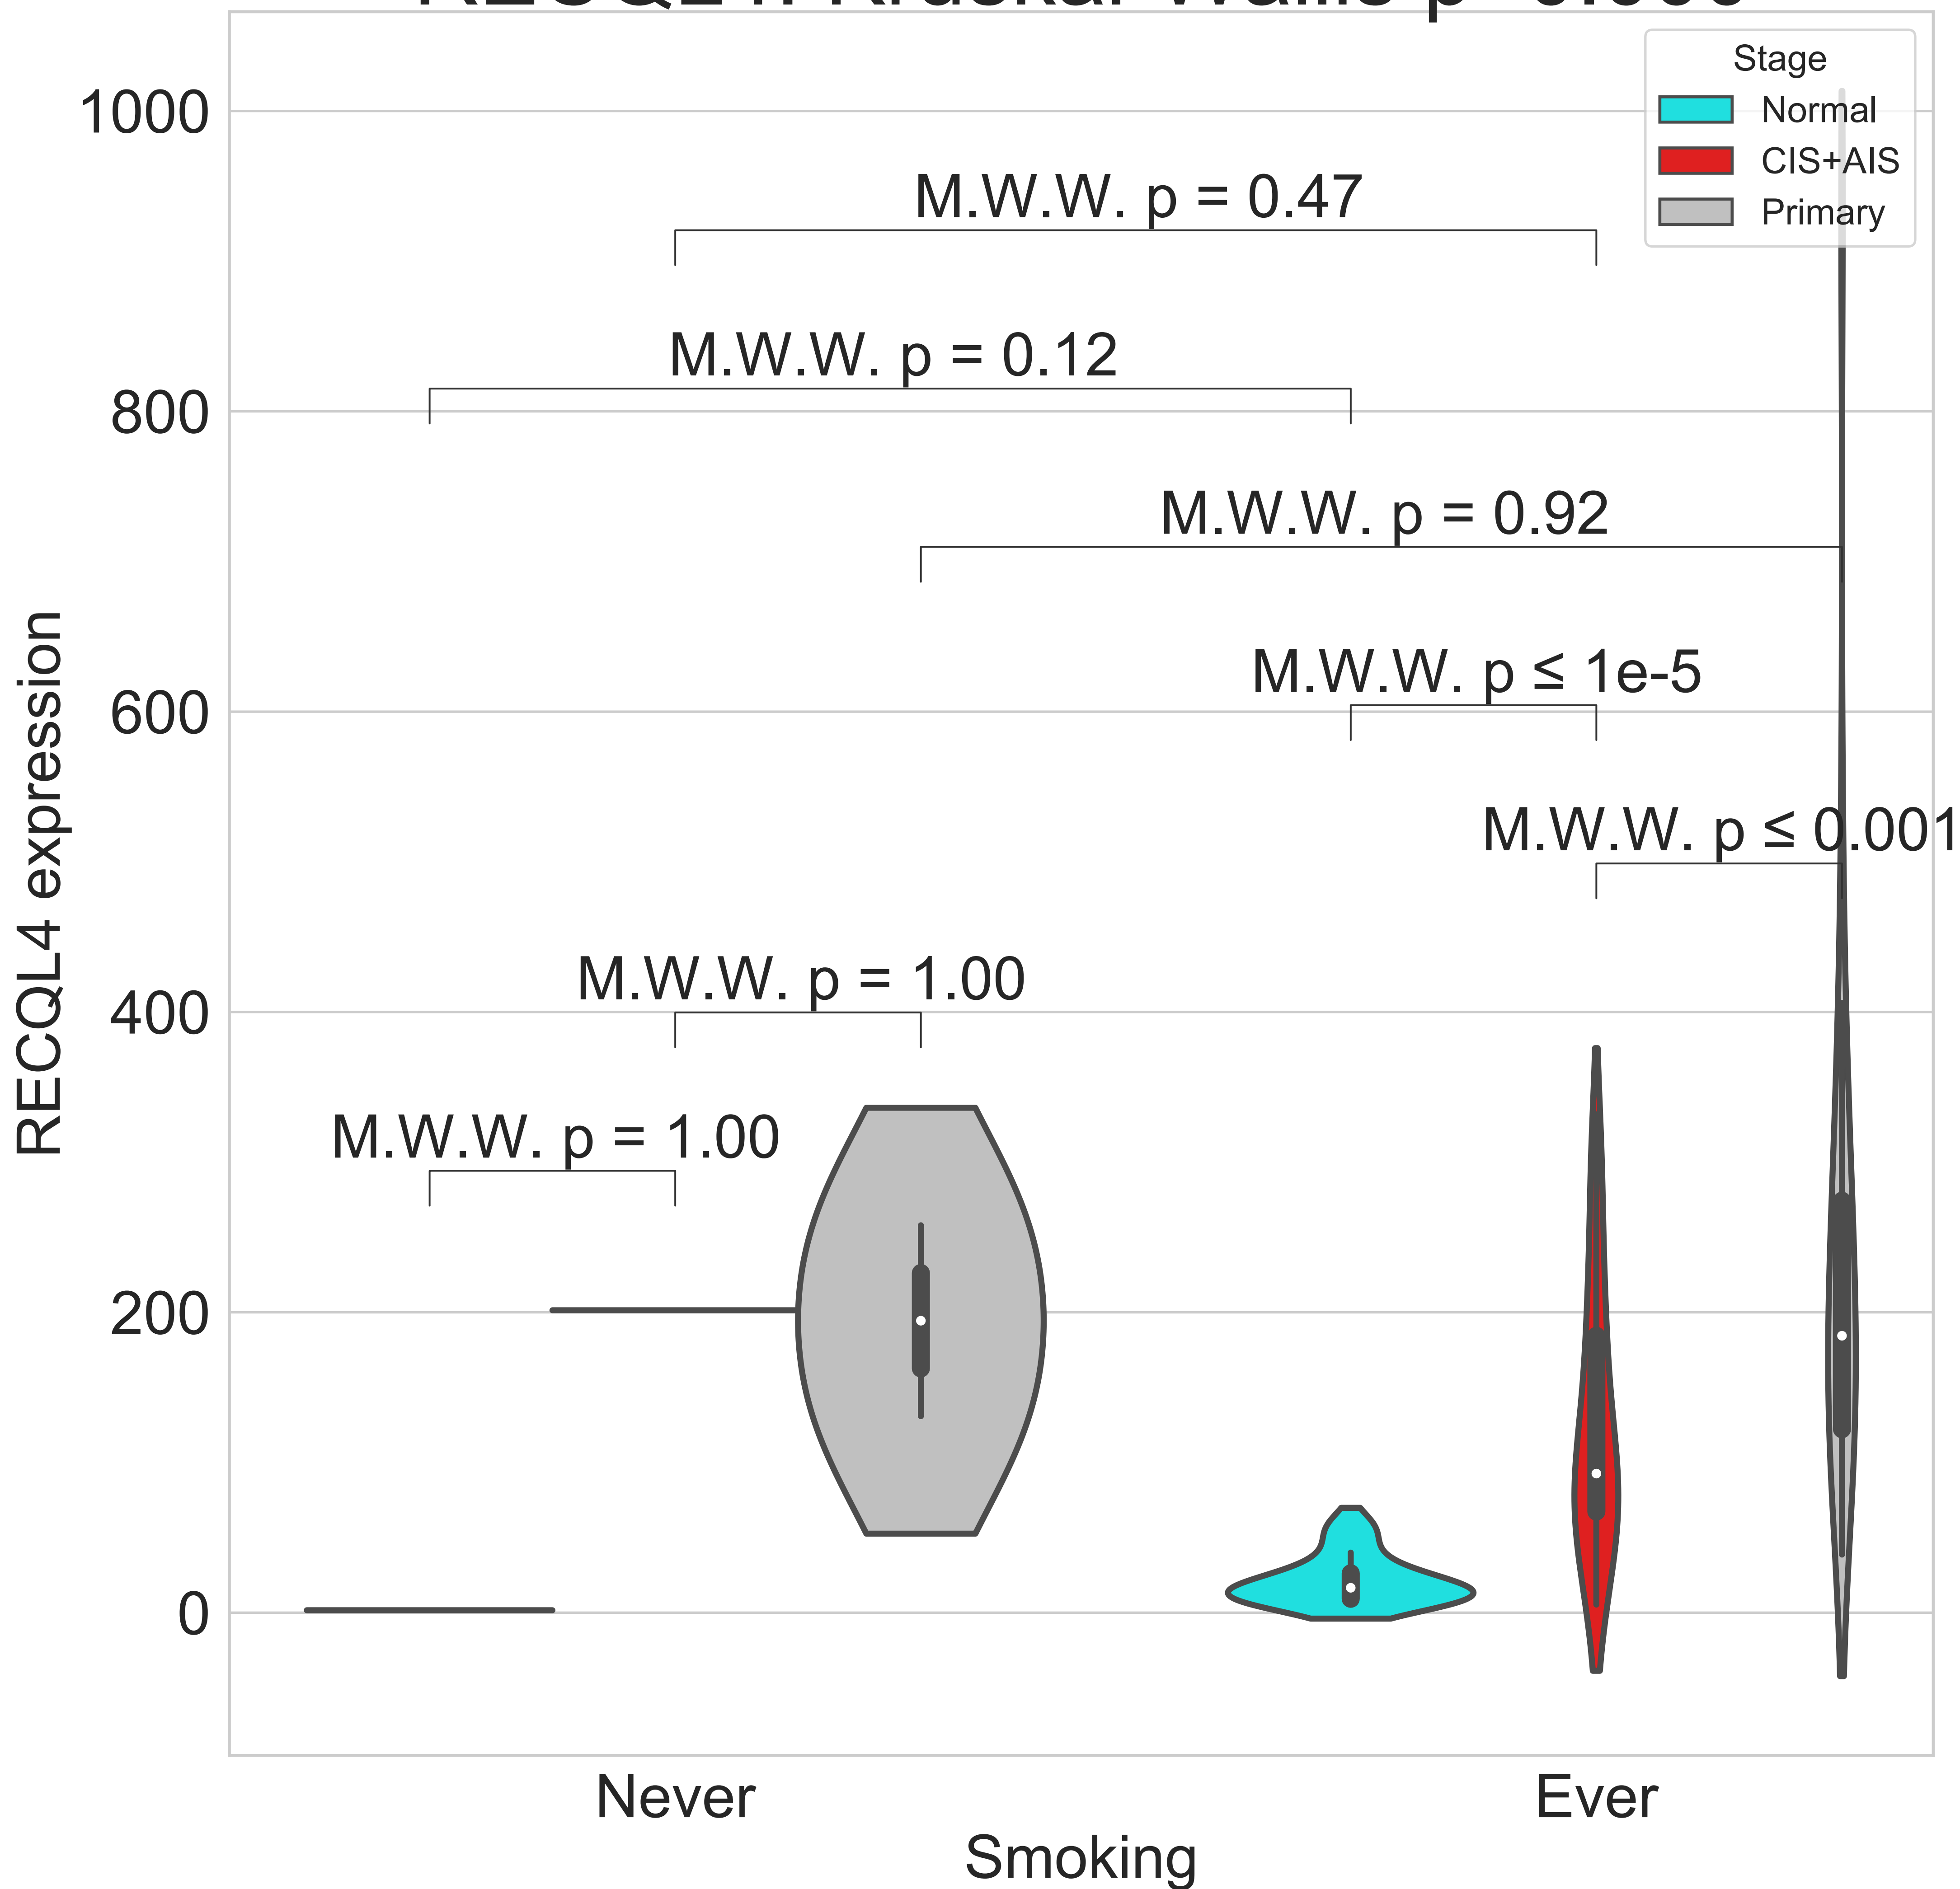 Stage
Normal
CIS+AIS
Primary
1000
800
600
400
200
0
RECQL4 expression
M.W.W. p = 0.47
M.W.W. p = 0.12
M.W.W. p = 0.92
M.W.W. p ≤ 1e-5
M.W.W. p ≤ 0.001
M.W.W. p = 1.00
M.W.W. p = 1.00
Never
Ever
Smoking